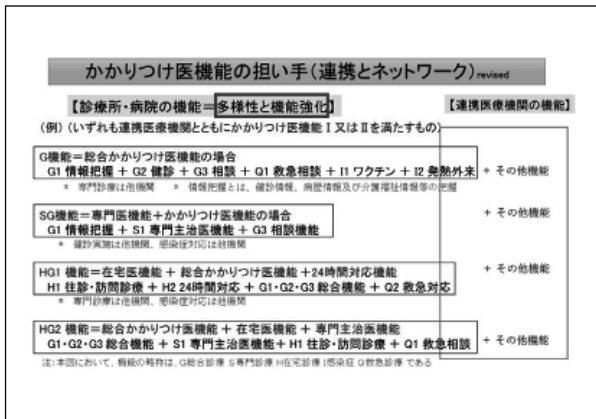 かかりつけ医機能の担い手（連携とネットワーク）revised
【診療所・病院の機能＝多様性と機能強化】 【連携医療機関の機能】
(例) (いずれも連携医療機関とともにかかりつけ医機能Ⅰ又はⅡを満たすもの)
G機能＝総合かかりつけ医機能の場合
G1 情報把握 + G2 健診 + G3 相談 + Q1 救急相談 + I1 ワクチン + I2 発熱外来 + その他機能
* 専門診療は他機関 * 情報把握とは、健診情報、病歴情報及び介護福祉情報等の把握
SG機能＝専門医機能＋かかりつけ医機能の場合 + その他機能
G1 情報把握 + S1 専門主治医機能 + G3 相談機能
* 健診実施は他機関、感染症対応は他機関
HG1 機能＝在宅医機能 + 総合かかりつけ医機能 +24時間対応機能 + その他機能
H1 往診・訪問診療 + H2 24時間対応 + G1・G2・G3 総合機能 + Q2 救急対応
* 専門診療は他機関、感染症対応は他機関
HG2 機能＝総合かかりつけ医機能 + 在宅医機能 + 専門主治医機能
G1・G2・G3 総合機能 + S1 専門主治医機能+ H1 往診・訪問診療 + Q1 救急相談 + その他機能
注:本図において、機能の略称は、G総合診療 S専門診療 H在宅診療 I感染症 Q救急診療 である